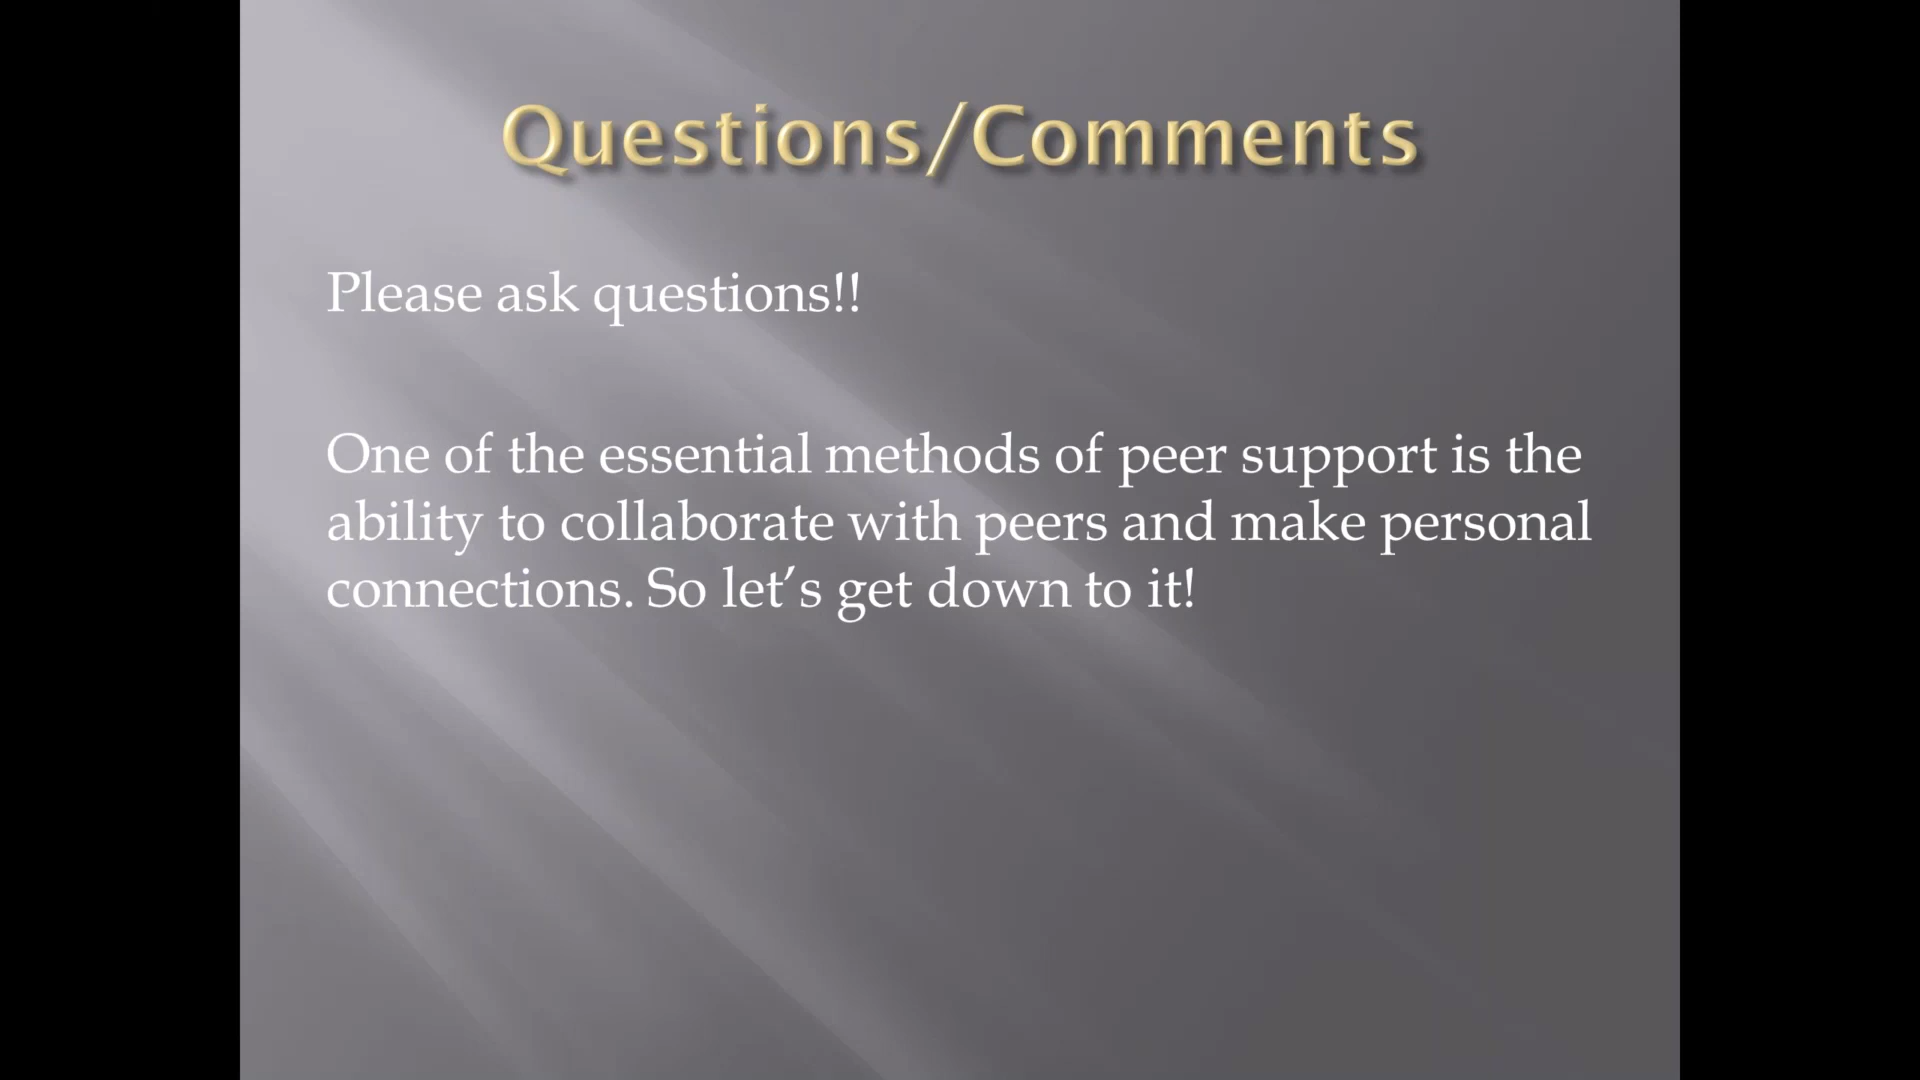 Questions/Comments
Please ask questions!!
One of the essential methods of peer support is the
ability to collaborate with peers and make personal
connections. So let’s get down to it!